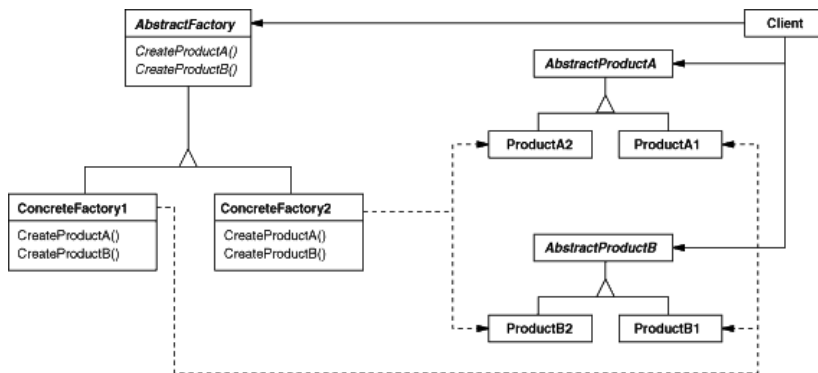 AbstractFactory
CreateProductA()
CreateProductB()
Client
AbstractProductA
ProductA2
ProductA1
ConcreteFactory1
CreateProductA()
CreateProductB()
ConcreteFactory2
CreateProductA()
CreateProductB()
AbstractProductB
ProductB2
ProductB1